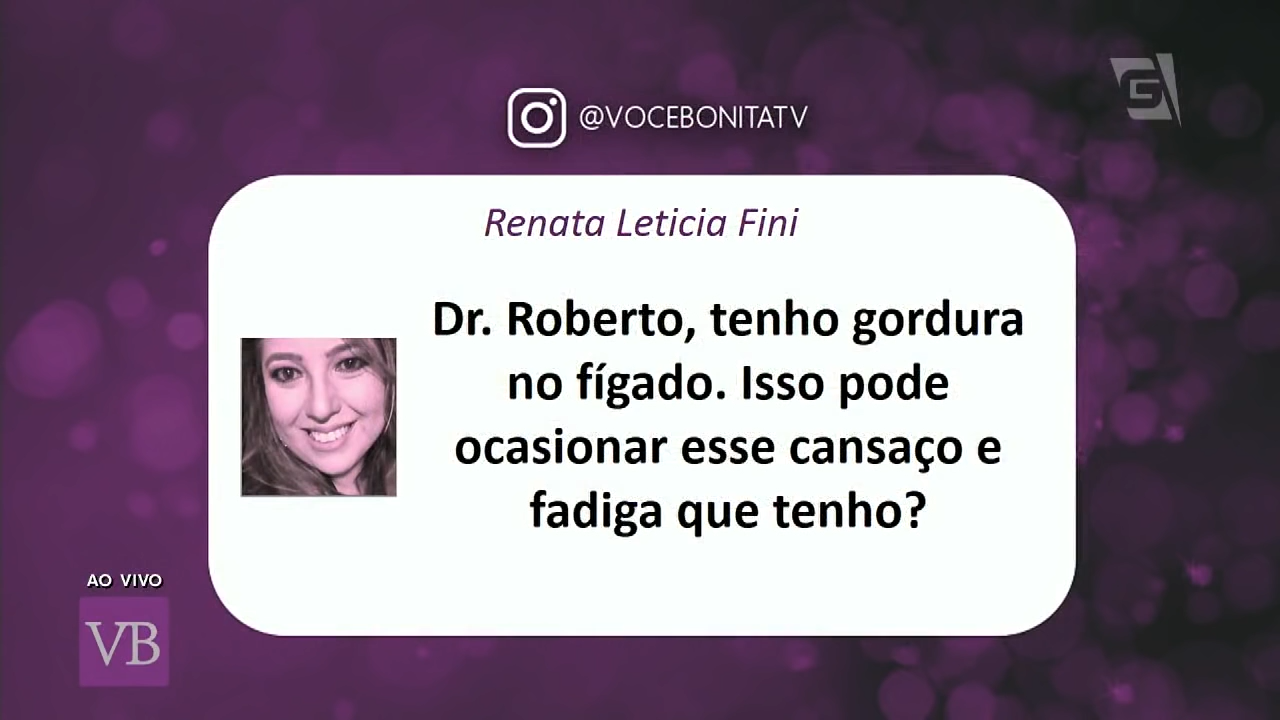 @VOCEBONITATV
Renata Leticia Fini
Dr. Roberto, tenho gordura
no fígado. Isso pode
ocasionar esse cansaço e
fadiga que tenho?
AO VIVO
VB